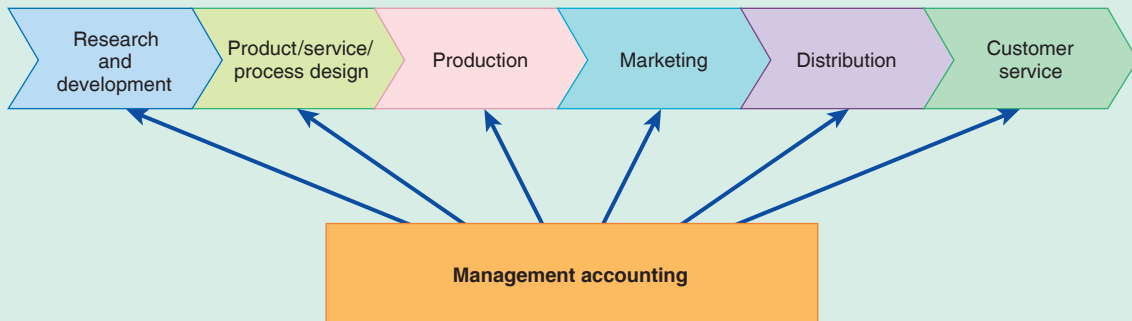 Research
and
development
Product/service/
process design
Production
Marketing
Distribution
Customer
service
Management accounting